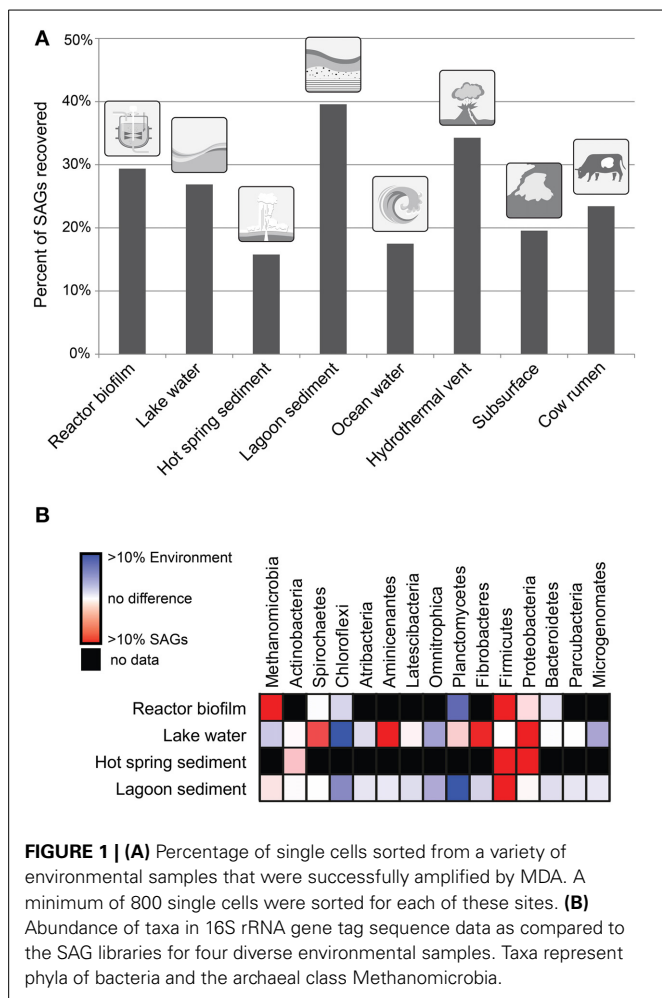 A
50%
40%
30%
20%
10%
0%
Percent of SAGs recovered
Reactor biofilm
Lake water
Hot spring sediment
Lagoon sediment
Ocean water
Hydrothermal vent
Subsurface
Cow rumen
B
>10% Environment
no difference
>10% SAGs
no data
Methanomicrobia
Actinobacteria
Spirochaetes
Chloroflexi
Atribacteria
Aminicenantes
Latescibacteria
Omnitrophica
Planctomycetes
Fibrobacteres
Firmicutes
Proteobacteria
Bacteroidetes
Parcubacteria
Microgenomates
Reactor biofilm
Lake water
Hot spring sediment
Lagoon sediment
FIGURE 1 | (A) Percentage of single cells sorted from a variety of
environmental samples that were successfully amplified by MDA. A
minimum of 800 single cells were sorted for each of these sites. (B)
Abundance of taxa in 16S rRNA gene tag sequence data as compared to
the SAG libraries for four diverse environmental samples. Taxa represent
phyla of bacteria and the archaeal class Methanomicrobia.